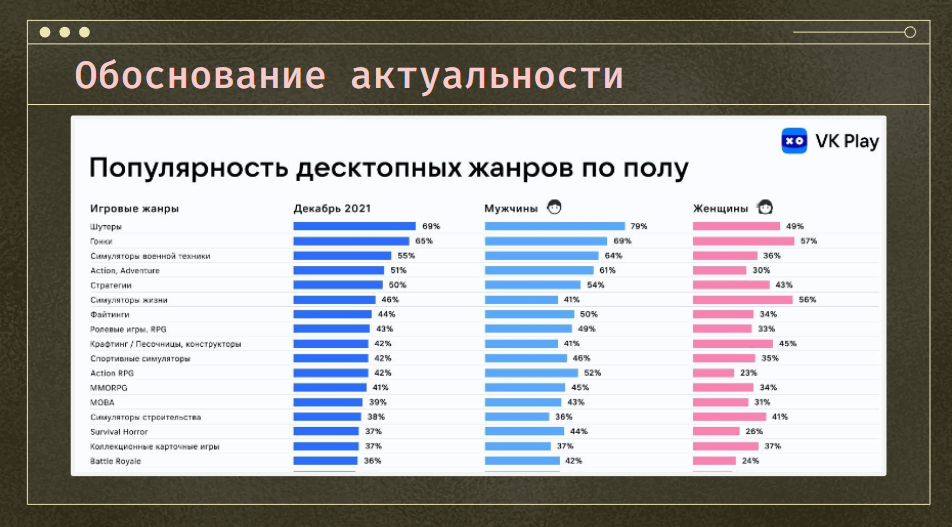 Обоснование актуальности
VK Play
Популярность десктопных жанров по полу
Игровые жанры Декабрь 2021 Мужчины Женщины
Шутеры 69% 79% 49%
Гонки 65% 69% 57%
Симуляторы военной техники 55% 64% 36%
Action, Adventure 51% 61% 30%
Стратегии 50% 54% 43%
Симуляторы жизни 46% 41% 56%
Файтинги 44% 50% 34%
Ролевые игры, RPG 43% 49% 33%
Крафтинг / Песочницы, конструкторы 42% 41% 45%
Спортивные симуляторы 42% 46% 35%
Action RPG 42% 52% 23%
MMORPG 41% 45% 34%
MOBA 39% 43% 31%
Симуляторы строительства 38% 36% 41%
Survival Horror 37% 44% 26%
Коллекционные карточные игры 37% 37% 37%
Battle Royale 36% 42% 24%